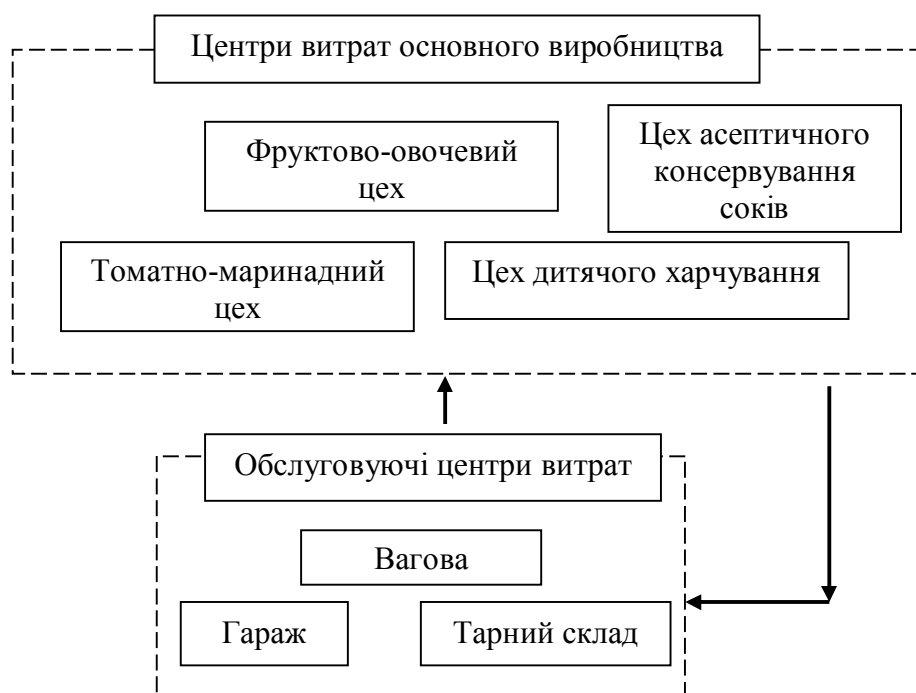 Центри витрат основного виробництва
Фруктово-овочевий
цех
Цех асептичного
консервування
соків
Томатно-маринадний
цех
Цех дитячого харчування
Обслуговуючі центри витрат
Вагова
Гараж
Тарний склад